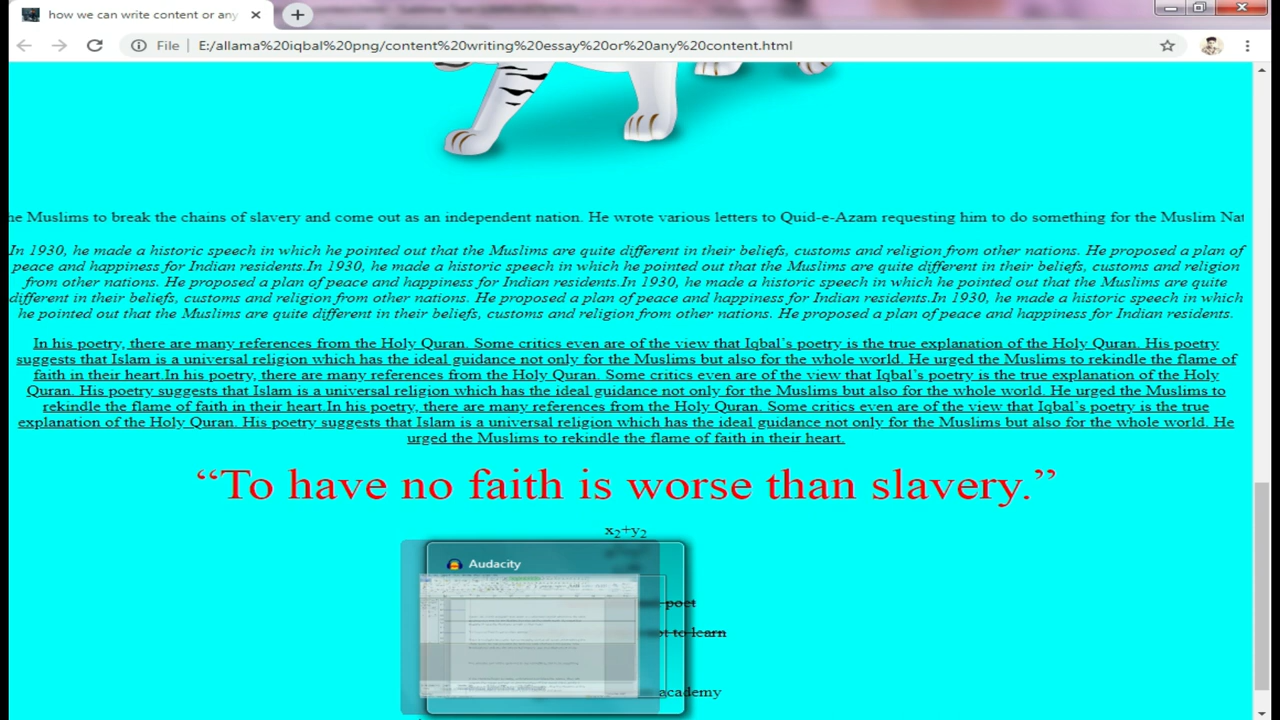 how we can write content or any
File
E:/allama%20iqbal%20png/content%20writing%20essay%20or%20any%20content.html
Muslims to break the chains of slavery and come out as an independent nation. He wrote various letters to Quid-e-Azam requesting him to do something for the Muslim
In 1930, he made a historic speech in which he pointed out that the Muslims are quite different in their beliefs, customs and religion from other nations. He proposed a plan of
peace and happiness for Indian residents.In 1930, he made a historic speech in which he pointed out that the Muslims are quite different in their beliefs, customs and religion
from other nations. He proposed a plan of peace and happiness for Indian residents.In 1930, he made a historic speech in which he pointed out that the Muslims are quite
different in their beliefs, customs and religion from other nations. He proposed a plan of peace and happiness for Indian residents.In 1930, he made a historic speech in which
he pointed out that the Muslims are quite different in their beliefs, customs and religion from other nations. He proposed a plan of peace and happiness for Indian residents.
In his poetry, there are many references from the Holy Quran. Some critics even are of the view that Iqbal's poetry is the true explanation of the Holy Quran. His poetry
suggests that Islam is a universal religion which has the ideal guidance not only for the Muslims but also for the whole world. He urged the Muslims to rekindle the flame of
faith in their heart.In his poetry, there are many references from the Holy Quran. Some critics even are of the view that Iqbal's poetry is the true explanation of the Holy
Quran. His poetry suggests that Islam is a universal religion which has the ideal guidance not only for the Muslims but also for the whole world. He urged the Muslims to
rekindle the flame of faith in their heart.In his poetry, there are many references from the Holy Quran. Some critics even are of the view that Iqbal's poetry is the true
explanation of the Holy Quran. His poetry suggests that Islam is a universal religion which has the ideal guidance not only for the Muslims but also for the whole world. He
urged the Muslims to rekindle the flame of faith in their heart.
“To have no faith is worse than slavery.”
x₂+y₂
Audacity
poet
to learn
academy